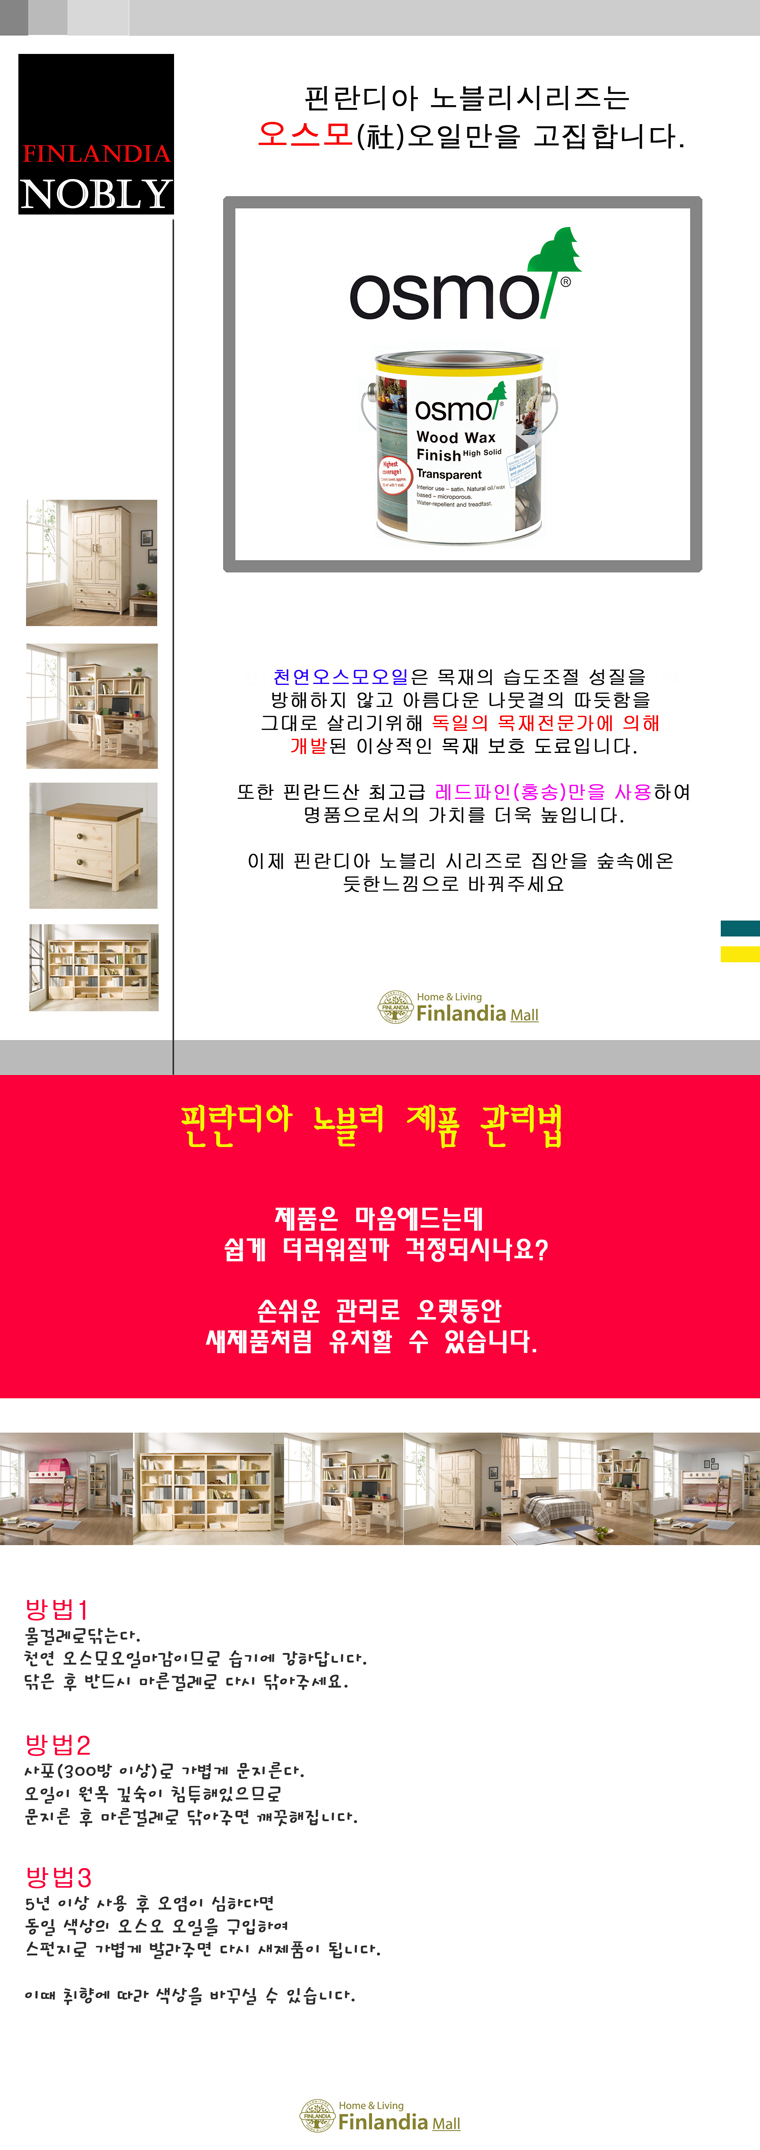 FINLANDIA
NOBLY
핀란디아 노블리시리즈는
오스모(社)오일만을 고집합니다.
osmo®
osmo®
Wood Wax
Finish High Solid
Transparent
Highest
coverage!
Interior use – satin. Natural oil/wax
based – microporous.
Water-repellent and treadfast.
천연오스모오일은 목재의 습도조절 성질을
방해하지 않고 아름다운 나뭇결의 따듯함을
그대로 살리기위해 독일의 목재전문가에 의해
개발된 이상적인 목재 보호 도료입니다.
또한 핀란드산 최고급 레드파인(홍송)만을 사용하여
명품으로서의 가치를 더욱 높입니다.
이제 핀란디아 노블리 시리즈로 집안을 숲속에온
듯한느낌으로 바꿔주세요
FINLANDIA
Home & Living
Finlandia Mall
핀란디아 노블리 제품 관리법
제품은 마음에드는데
쉽게 더러워질까 걱정되시나요?
손쉬운 관리로 오랫동안
새제품처럼 유치할 수 있습니다.
방법1
물걸레로닦는다.
천연 오스모오일마감이므로 습기에 강하답니다.
닦은 후 반드시 마른걸레로 다시 닦아주세요.
방법2
사포(300방 이상)로 가볍게 문지른다.
오일이 원목 깊숙이 침투해있으므로
문지른 후 마른걸레로 닦아주면 깨끗해집니다.
방법3
5년 이상 사용 후 오염이 심하다면
동일 색상의 오스오 오일을 구입하여
스펀지로 가볍게 발라주면 다시 새제품이 됩니다.
이때 취향에 따라 색상을 바꾸실 수 있습니다.
FINLANDIA
Home & Living
Finlandia Mall